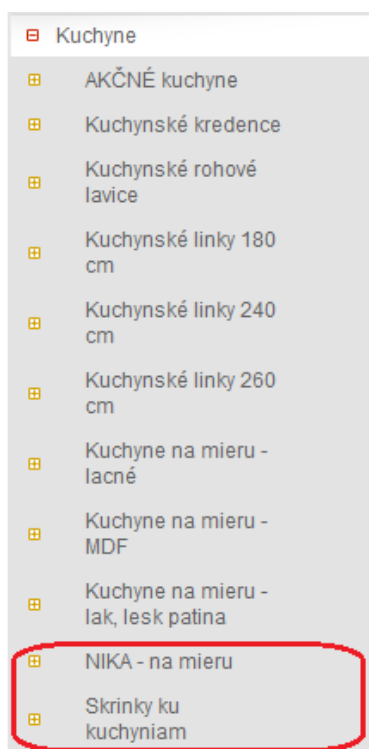 Kuchyne
AKČNÉ kuchyne
Kuchynské kredence
Kuchynské rohové
lavice
Kuchynské linky 180
cm
Kuchynské linky 240
cm
Kuchynské linky 260
cm
Kuchyne na mieru -
lacné
Kuchyne na mieru -
MDF
Kuchyne na mieru -
lak, lesk patina
NIKA - na mieru
Skrinky ku
kuchyniam